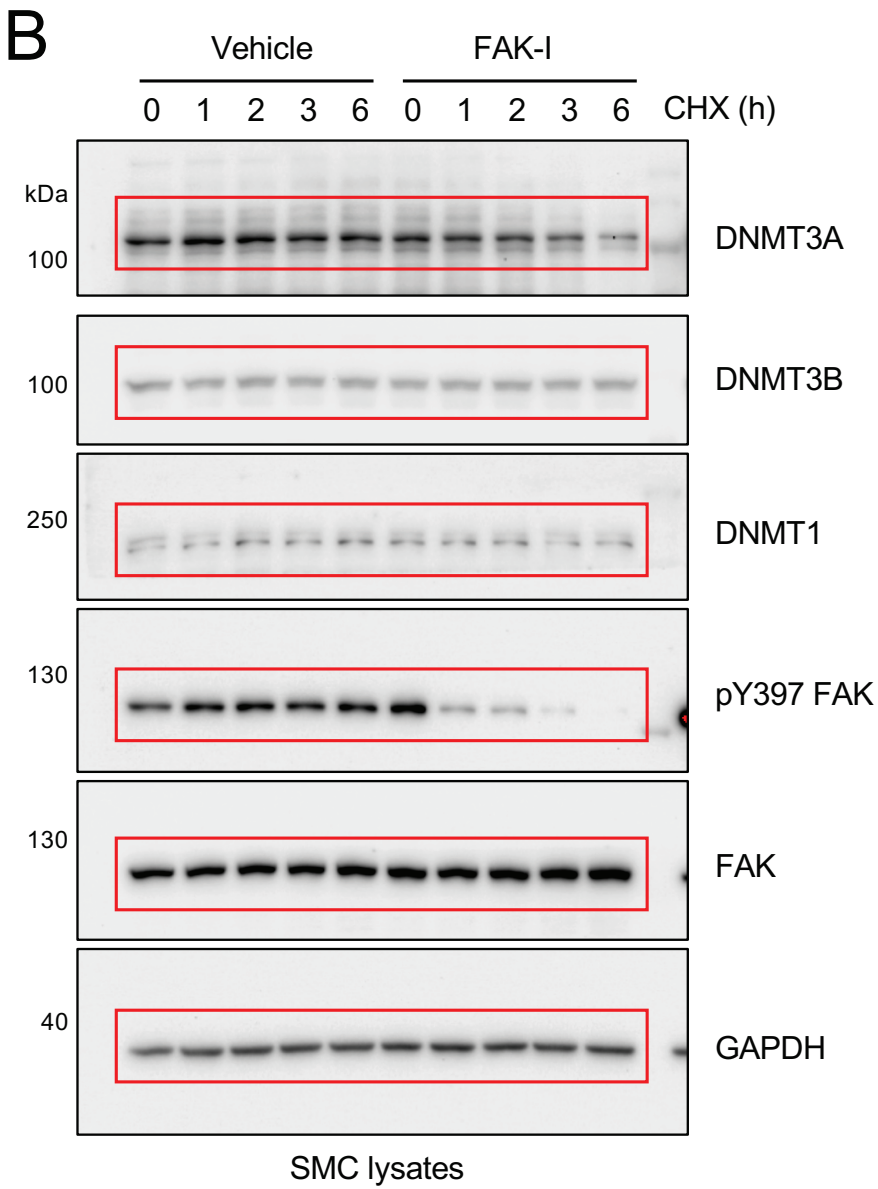 B
Vehicle FAK-I
0 1 2 3 6 0 1 2 3 6 CHX (h)
kDa
100 DNMT3A
100 DNMT3B
250 DNMT1
130 pY397 FAK
130 FAK
40 GAPDH
SMC lysates